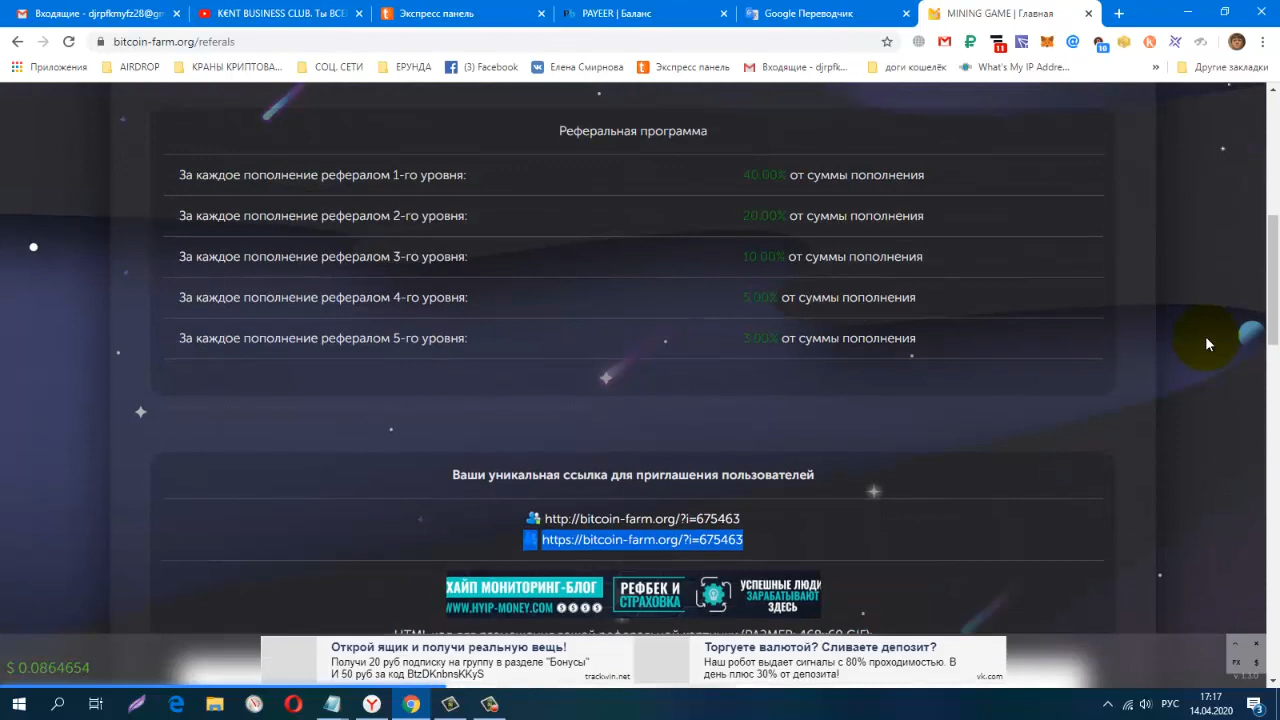 Входящие - djrpfkmyfz28@gm
KENT BUSINESS CLUB. Ты ВСЕ
Экспресс панель
PAYEER | Баланс
Google Переводчик
MINING GAME | Главная
bitcoin-farm.org/referals
11
10
Приложения
AIRDROP
КРАНЫ КРИПТОВА...
СОЦ. СЕТИ
ЕРУНДА
(3) Facebook
Елена Смирнова
Экспресс панель
Входящие - djrpfk...
доги кошелёк
What's My IP Addre...
»
Другие закладки
Реферальная программа
За каждое пополнение рефералом 1-го уровня: 40.00% от суммы пополнения
За каждое пополнение рефералом 2-го уровня: 20.00% от суммы пополнения
За каждое пополнение рефералом 3-го уровня: 10.00% от суммы пополнения
За каждое пополнение рефералом 4-го уровня: 5.00% от суммы пополнения
За каждое пополнение рефералом 5-го уровня: 3.00% от суммы пополнения
Ваши уникальная ссылка для приглашения пользователей
http://bitcoin-farm.org/?i=675463
https://bitcoin-farm.org/?i=675463
ХАЙП МОНИТОРИНГ-БЛОГ
WWW.HYIP-MONEY.COM
РЕФБЕК И
СТРАХОВКА
УСПЕШНЫЕ ЛЮДИ
ЗАРАБАТЫВАЮТ
ЗДЕСЬ
Открой ящик и получи реальную вещь!
Получи 20 руб подписку на группу в разделе "Бонусы"
И 50 руб за код BtzDKnbnsKKyS
trackwin.net
Торгуете валютой? Сливаете депозит?
Наш робот выдает сигналы с 80% проходимостью. В
день плюс 30% от депозита!
vk.com
$ 0.0864654
РХ $
v. 1.3.0
РУС
17:17
14.04.2020
3